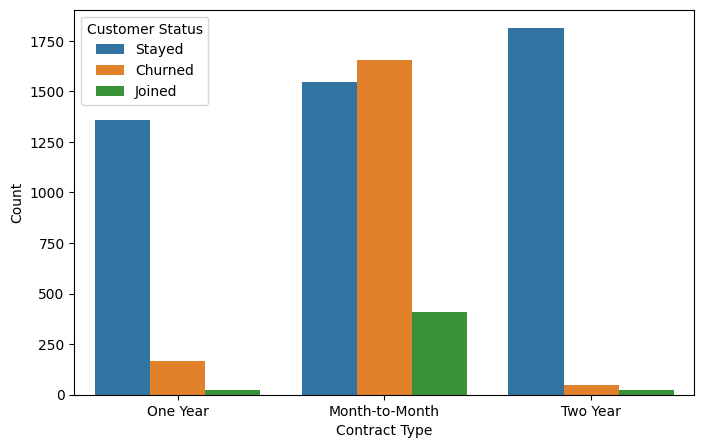 Customer Status
Stayed
Churned
Joined
1750
1500
1250
1000
750
500
250
0
Count
One Year
Month-to-Month
Two Year
Contract Type